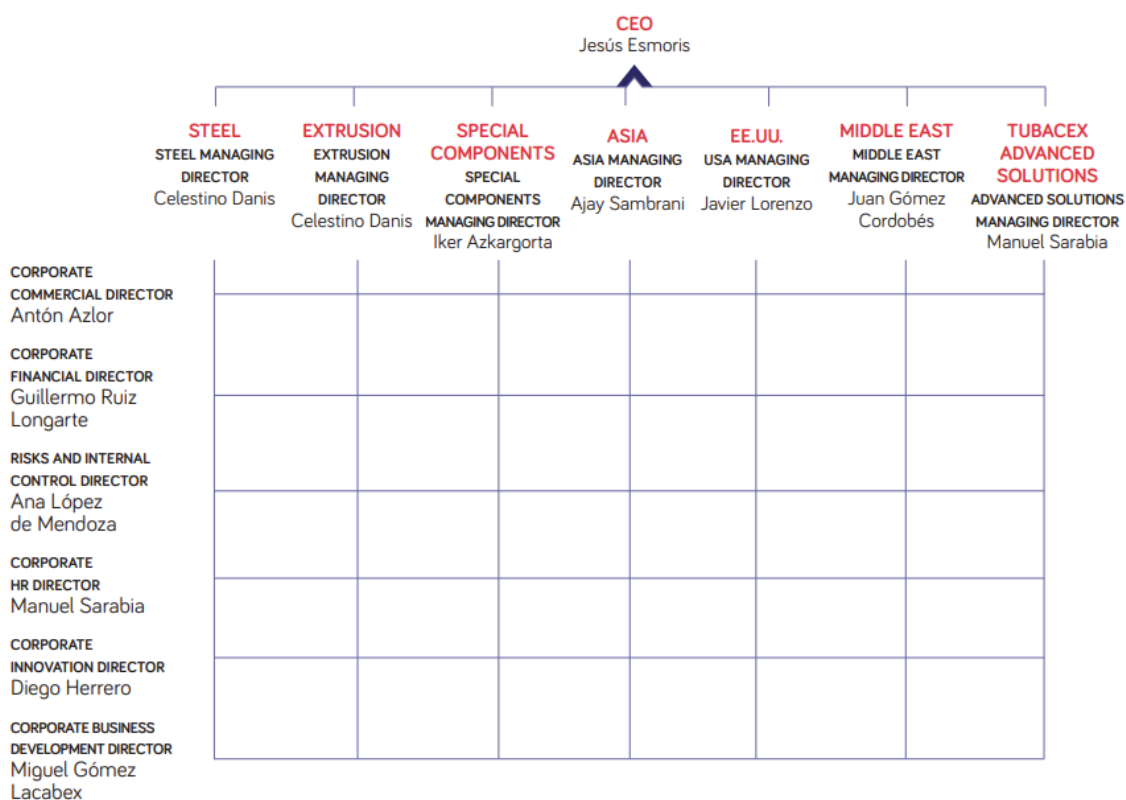 CEO
Jesús Esmoris
STEEL
STEEL MANAGING
DIRECTOR
Celestino Danis
EXTRUSION
EXTRUSION
MANAGING
DIRECTOR
Celestino Danis
SPECIAL
COMPONENTS
SPECIAL
COMPONENTS
MANAGING DIRECTOR
Iker Azkargorta
ASIA
ASIA MANAGING
DIRECTOR
Ajay Sambrani
EE.UU.
USA MANAGING
DIRECTOR
Javier Lorenzo
MIDDLE EAST
MIDDLE EAST
MANAGING DIRECTOR
Juan Gómez
Cordobés
TUBACEX
ADVANCED
SOLUTIONS
ADVANCED SOLUTIONS
MANAGING DIRECTOR
Manuel Sarabia
CORPORATE
COMMERCIAL DIRECTOR
Antón Azlor
CORPORATE
FINANCIAL DIRECTOR
Guillermo Ruiz
Longarte
RISKS AND INTERNAL
CONTROL DIRECTOR
Ana López
de Mendoza
CORPORATE
HR DIRECTOR
Manuel Sarabia
CORPORATE
INNOVATION DIRECTOR
Diego Herrero
CORPORATE BUSINESS
DEVELOPMENT DIRECTOR
Miguel Gómez
Lacabex